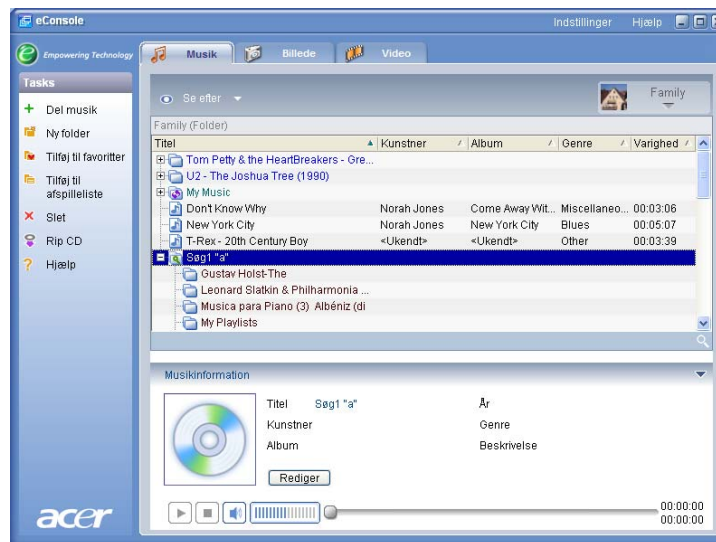 eConsole
Indstillinger Hjælp
Empowering Technology
Musik Billede Video
Tasks
Del musik
Ny folder
Tilføj til favoritter
Tilføj til
afspilleliste
Slet
Rip CD
Hjælp
acer
Se efter
Family
Family (Folder)
Titel Kunstner Album Genre Varighed
Tom Petty & the HeartBreakers - Gre...
U2 - The Joshua Tree (1990)
My Music
Don't Know Why Norah Jones Come Away Wit... Miscellaneo... 00:03:06
New York City Norah Jones New York City Blues 00:05:07
T-Rex - 20th Century Boy <Ukendt> <Ukendt> Other 00:03:39
Søg1 "a"
Gustav Holst-The
Leonard Slatkin & Philharmonia ...
Musica para Piano (3) Albéniz (di
My Playlists
Musikinformation
Titel Søg1 "a" År
Kunstner Genre
Album Beskrivelse
Rediger
00:00:00
00:00:00